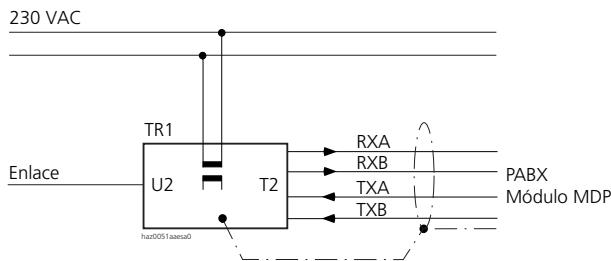 230 VAC
TR1
RXA
RXB
TXA
TXB
Enlace
U2
T2
PABX
Módulo MDP
haz0051aaesa0